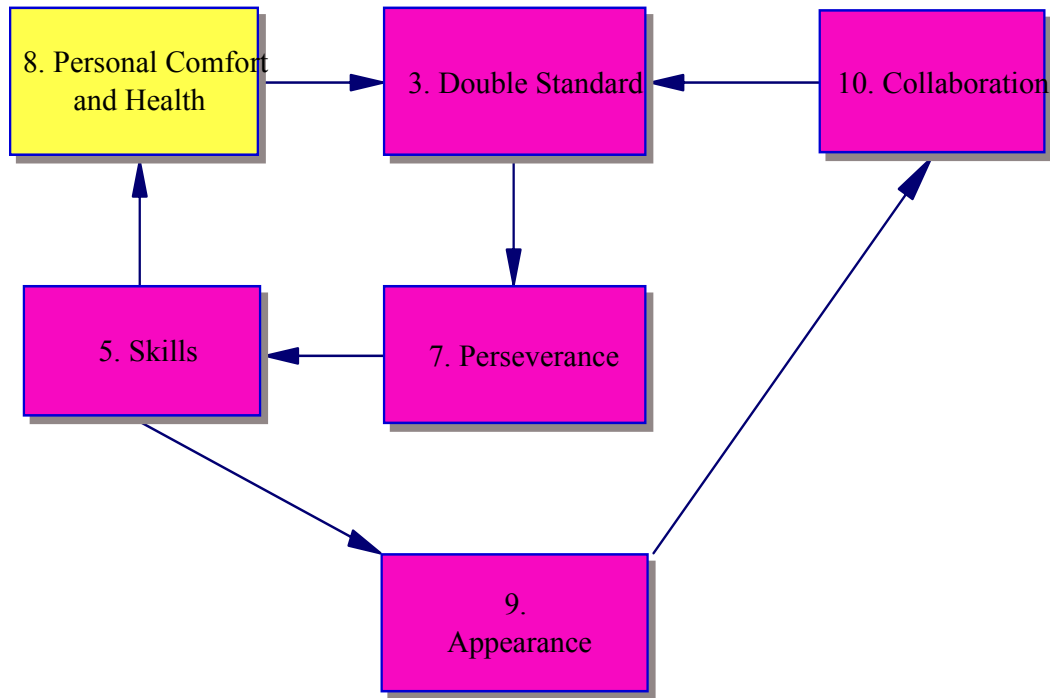 8. Personal Comfort
and Health
3. Double Standard
10. Collaboration
5. Skills
7. Perseverance
9.
Appearance